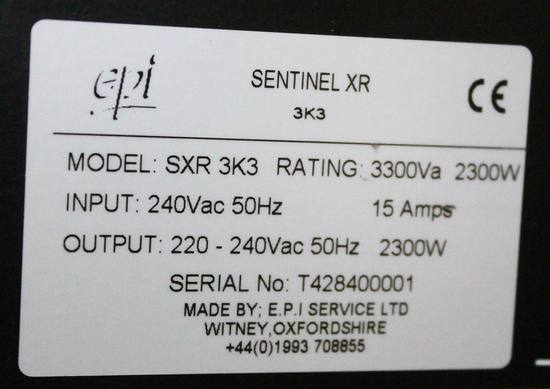 epi
SENTINEL XR
CE
3K3
MODEL: SXR 3K3 RATING: 3300Va 2300W
INPUT: 240Vac 50Hz 15 Amps
OUTPUT: 220 - 240Vac 50Hz 2300W
SERIAL No: T428400001
MADE BY; E.P.I SERVICE LTD
WITNEY,OXFORDSHIRE
+44(0)1993 708855